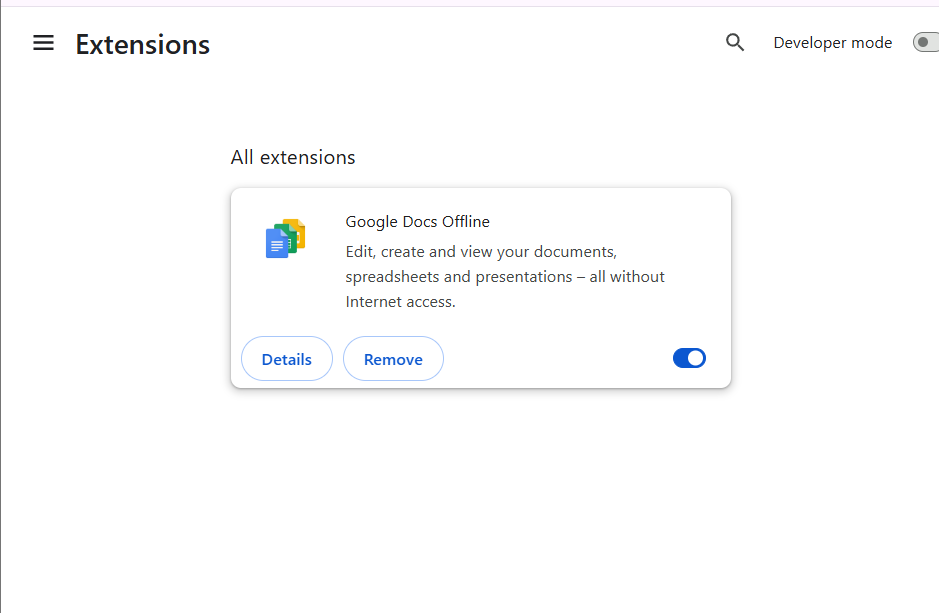 Extensions
Developer mode
All extensions
Google Docs Offline
Edit, create and view your documents,
spreadsheets and presentations – all without
Internet access.
Details
Remove